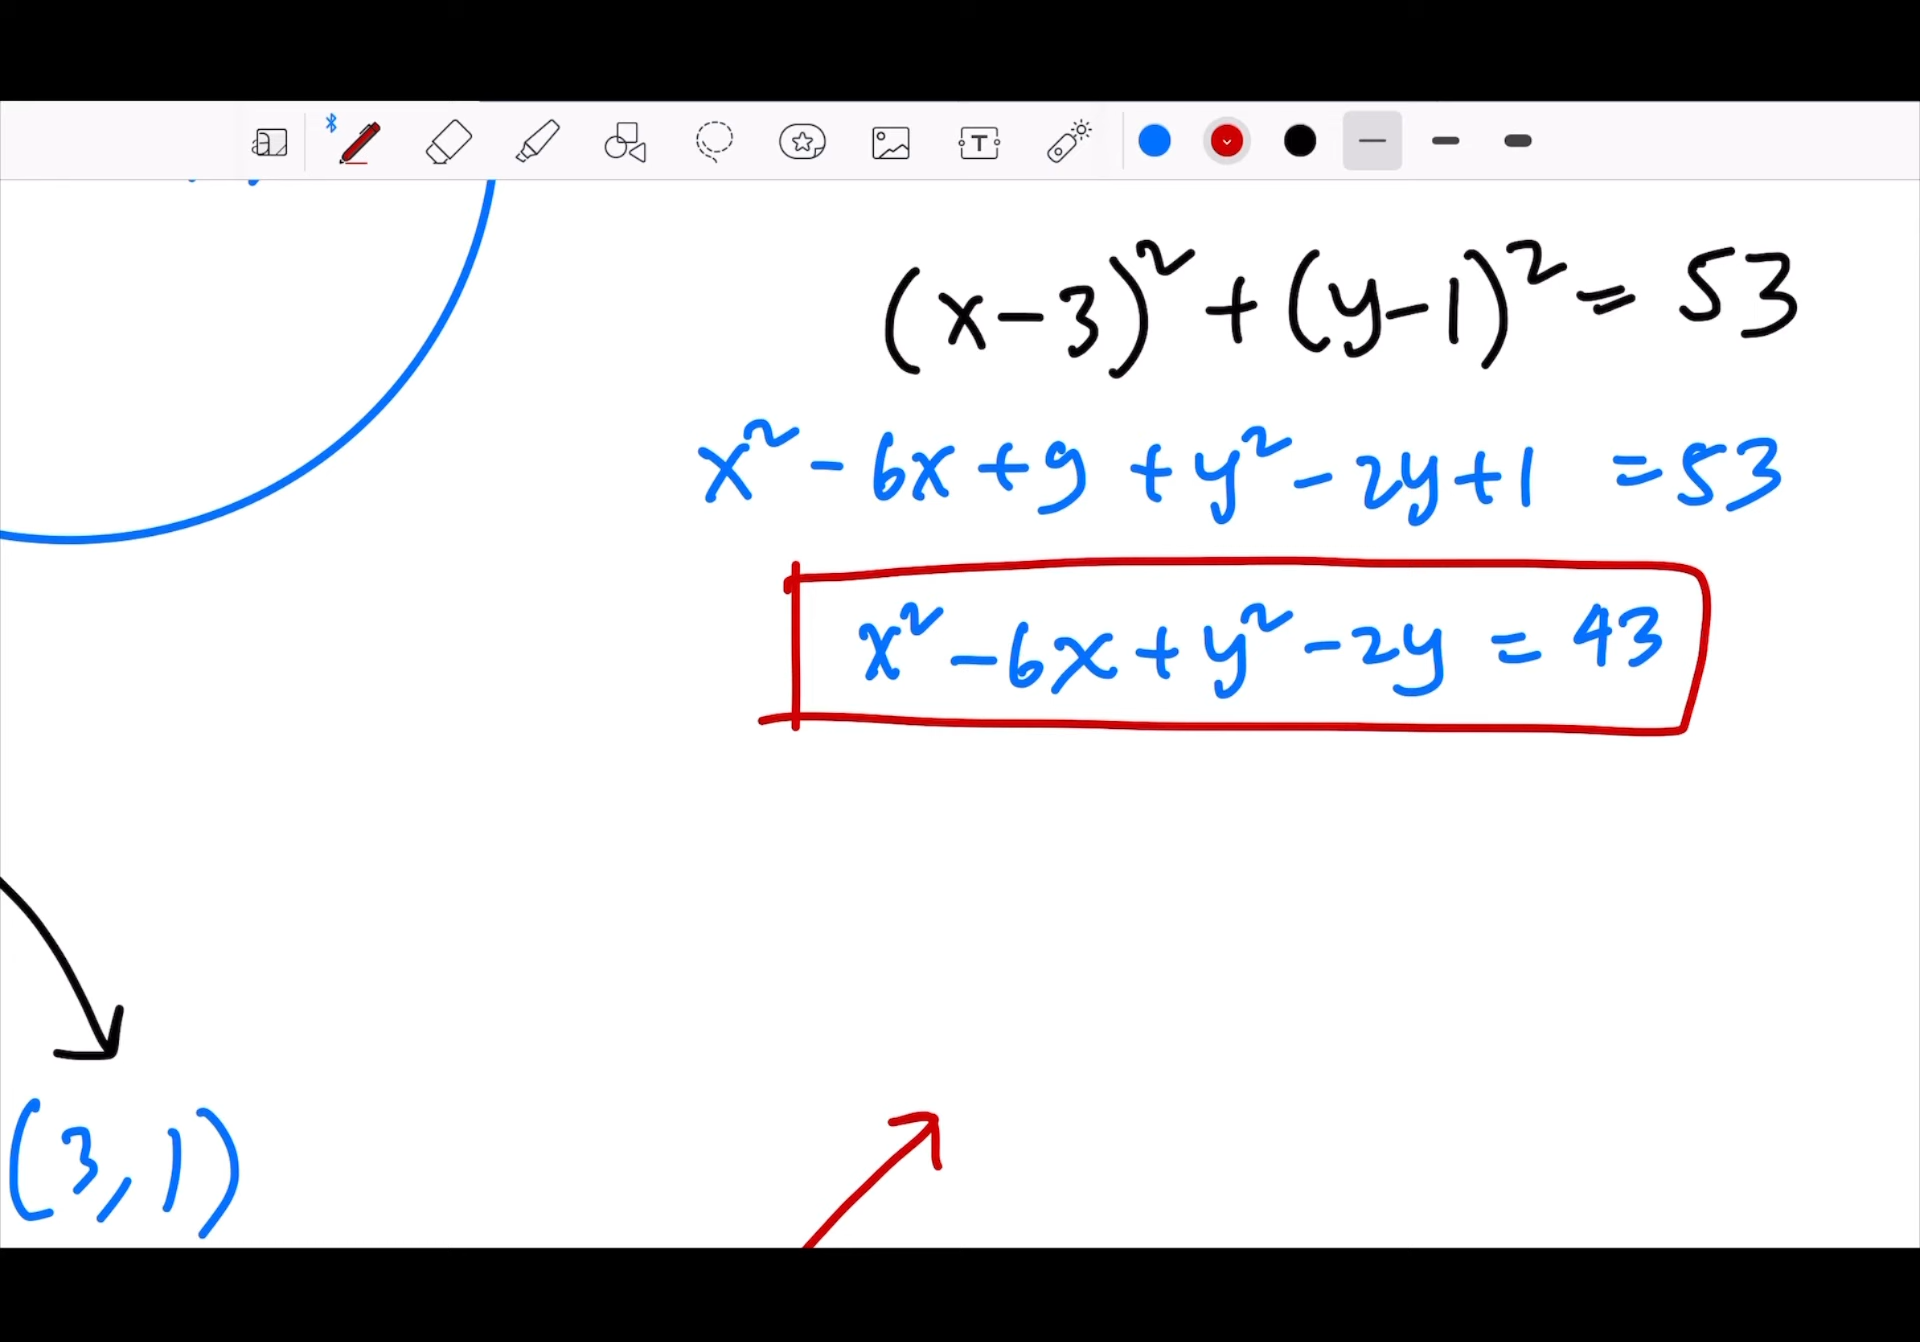 (x-3)² + (y-1)² = 53
x² - 6x + 9 + y² - 2y + 1 = 53
x² - 6x + y² - 2y = 43
(3, 1)